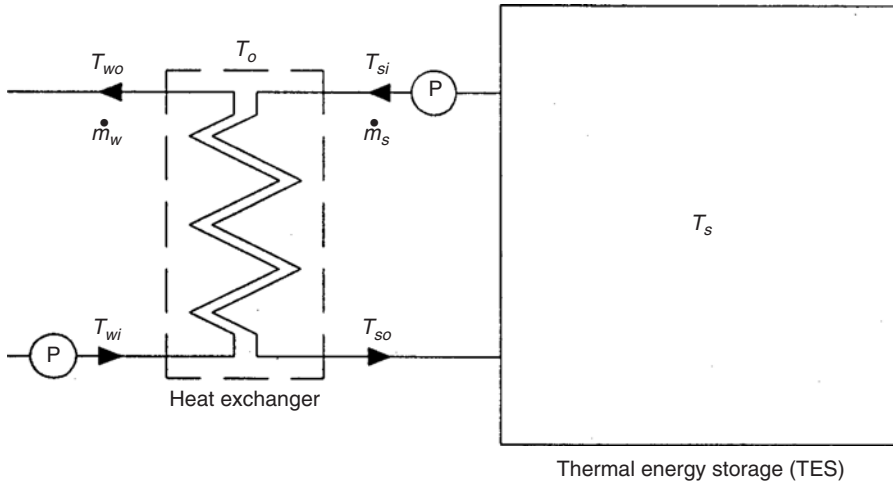 T_o
T_wo
T_si
P
ṁ_w
ṁ_s
T_s
T_wi
T_so
P
Heat exchanger
Thermal energy storage (TES)